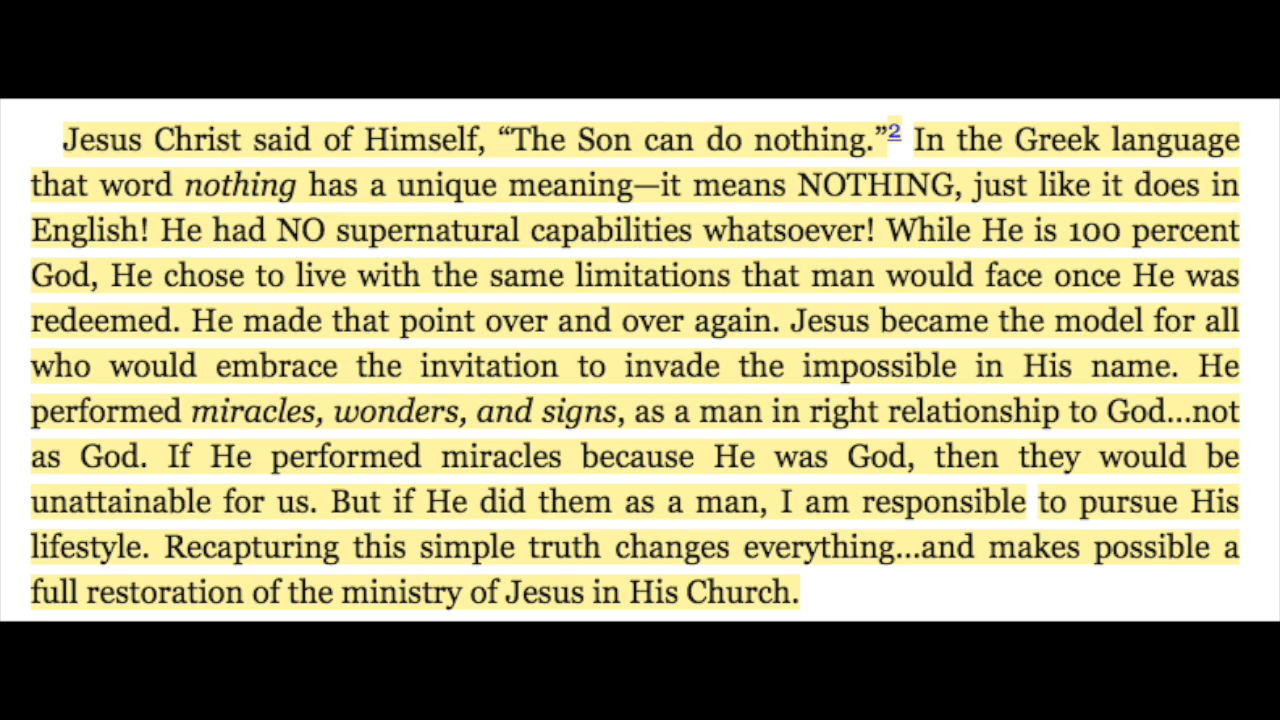 Jesus Christ said of Himself, “The Son can do nothing.”2 In the Greek language
that word nothing has a unique meaning—it means NOTHING, just like it does in
English! He had NO supernatural capabilities whatsoever! While He is 100 percent
God, He chose to live with the same limitations that man would face once He was
redeemed. He made that point over and over again. Jesus became the model for all
who would embrace the invitation to invade the impossible in His name. He
performed miracles, wonders, and signs, as a man in right relationship to God...not
as God. If He performed miracles because He was God, then they would be
unattainable for us. But if He did them as a man, I am responsible to pursue His
lifestyle. Recapturing this simple truth changes everything...and makes possible a
full restoration of the ministry of Jesus in His Church.